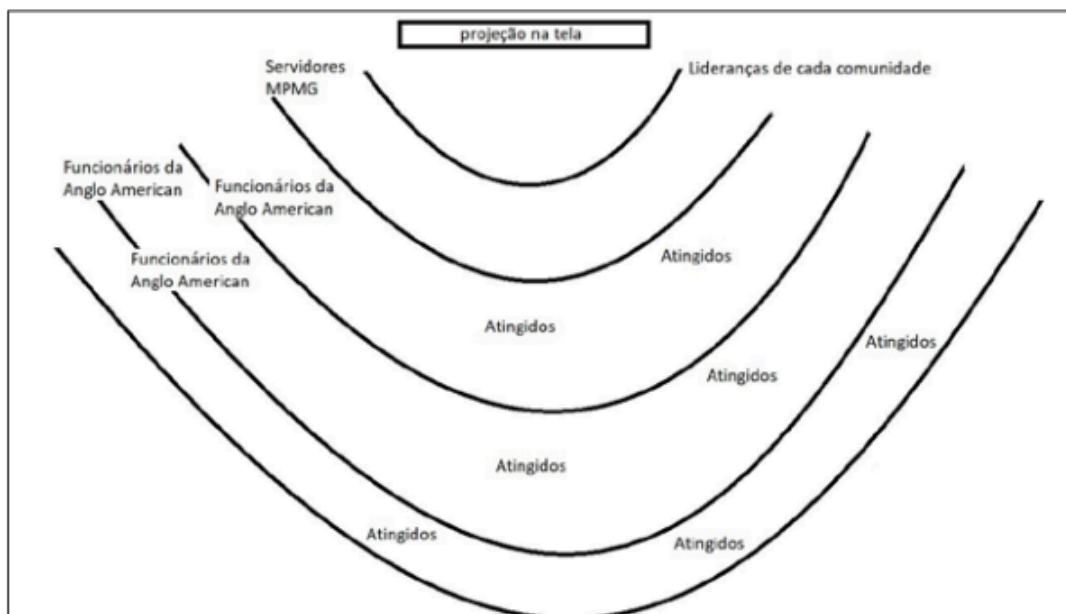 projeção na tela
Servidores
MPMG
Lideranças de cada comunidade
Funcionários da
Anglo American
Funcionários da
Anglo American
Atingidos
Funcionários da
Anglo American
Atingidos
Atingidos
Atingidos
Atingidos
Atingidos
Atingidos